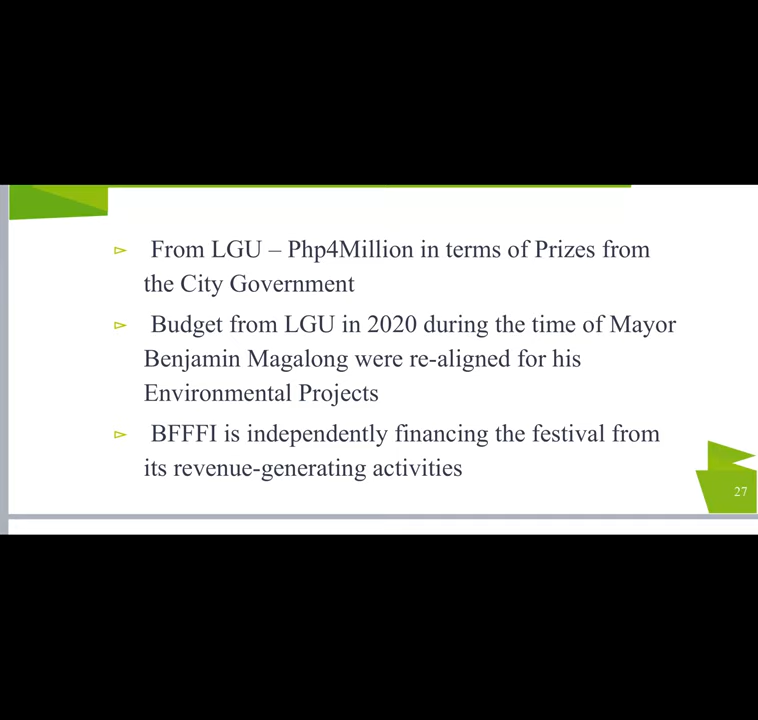 From LGU – Php4Million in terms of Prizes from
the City Government
Budget from LGU in 2020 during the time of Mayor
Benjamin Magalong were re-aligned for his
Environmental Projects
BFFFI is independently financing the festival from
its revenue-generating activities
27